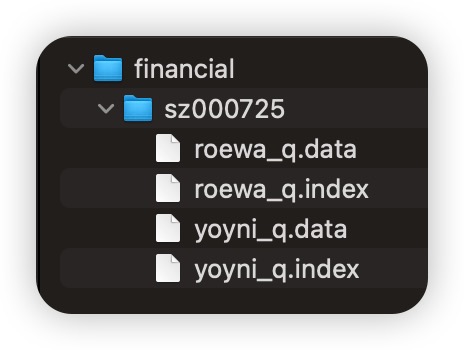 financial
sz000725
roewa_q.data
roewa_q.index
yoyni_q.data
yoyni_q.index